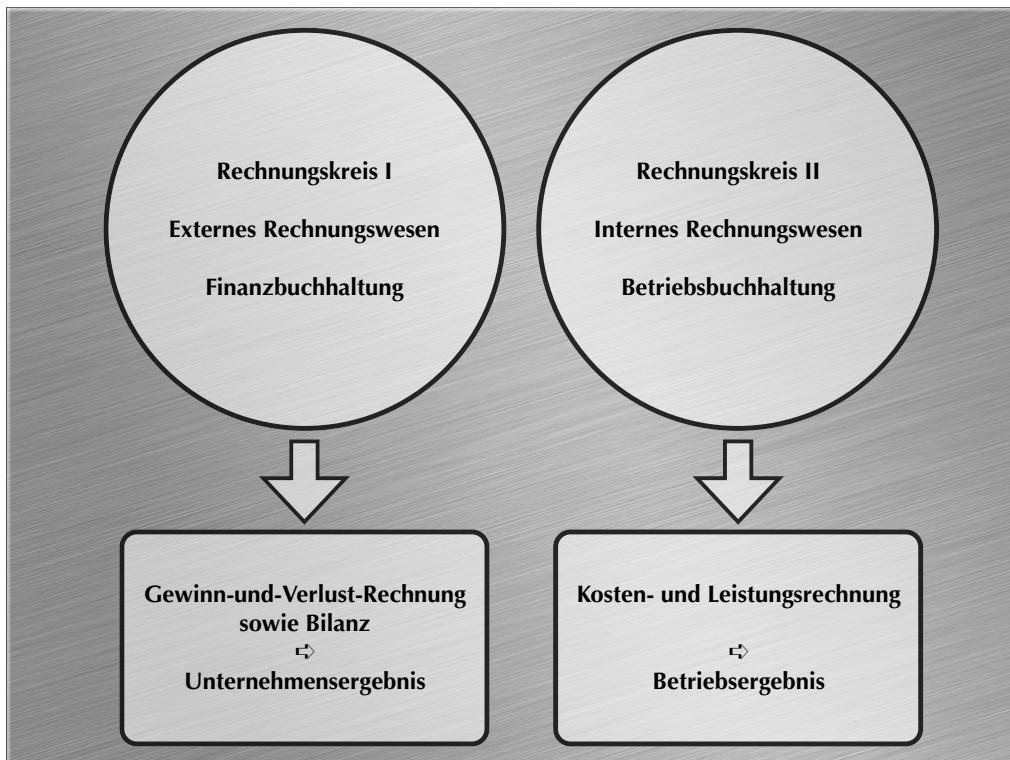 Rechnungskreis I
Externes Rechnungswesen
Finanzbuchhaltung
Gewinn-und-Verlust-Rechnung
sowie Bilanz
➪
Unternehmensergebnis
Rechnungskreis II
Internes Rechnungswesen
Betriebsbuchhaltung
Kosten- und Leistungsrechnung
➪
Betriebsergebnis